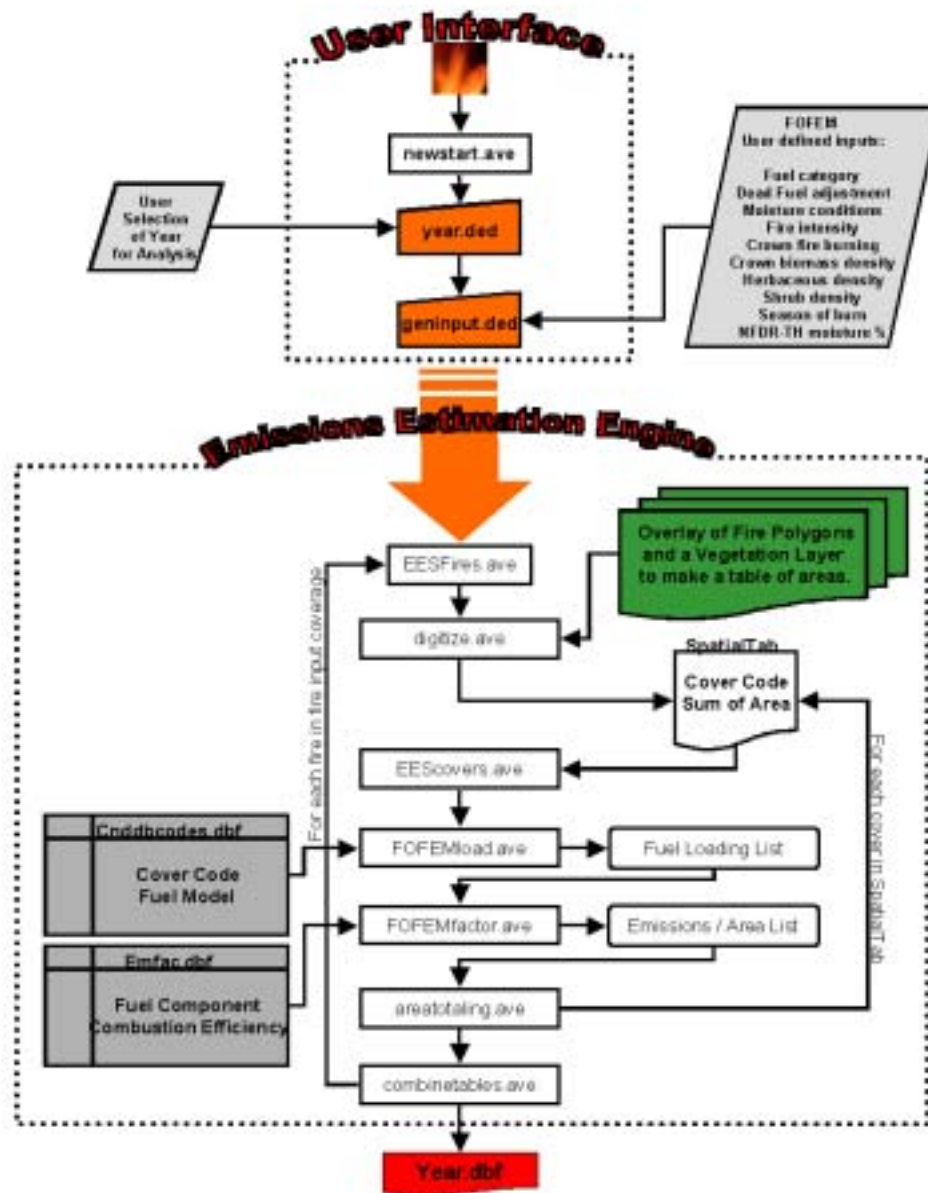 User Interface
newstart.ave
User
Selection
of Year
for Analysis
year.ded
geninput.ded
FOFEM
User defined inputs:
Fuel category
Dead Fuel adjustment
Moisture conditions
Fire intensity
Crown fire burning
Crown biomass density
Herbaceous density
Shrub density
Season of burn
NFDR-TH moisture %
Emissions Estimation Engine
Overlay of Fire Polygons
and a Vegetation Layer
to make a table of areas.
EESFires.ave
digitize.ave
SpatialTab
Cover Code
Sum of Area
EEScovers.ave
For each fire in fire input coverage
For each cover in SpatialTab
Cnddbcodes.dbf
Cover Code
Fuel Model
FOFEMload.ave
Fuel Loading List
FOFEMfactor.ave
Emissions / Area List
Emfac.dbf
Fuel Component
Combustion Efficiency
areatotaling.ave
combinetables.ave
Year.dbf